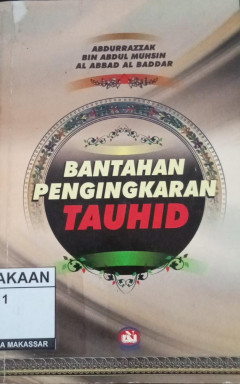 ABDURRAZZAK
BIN ABDUL MUHSIN
AL ABBAD AL BADDAR
BANTAHAN
PENGINGKARAN
TAUHID
AKAAN
1
A MAKASSAR